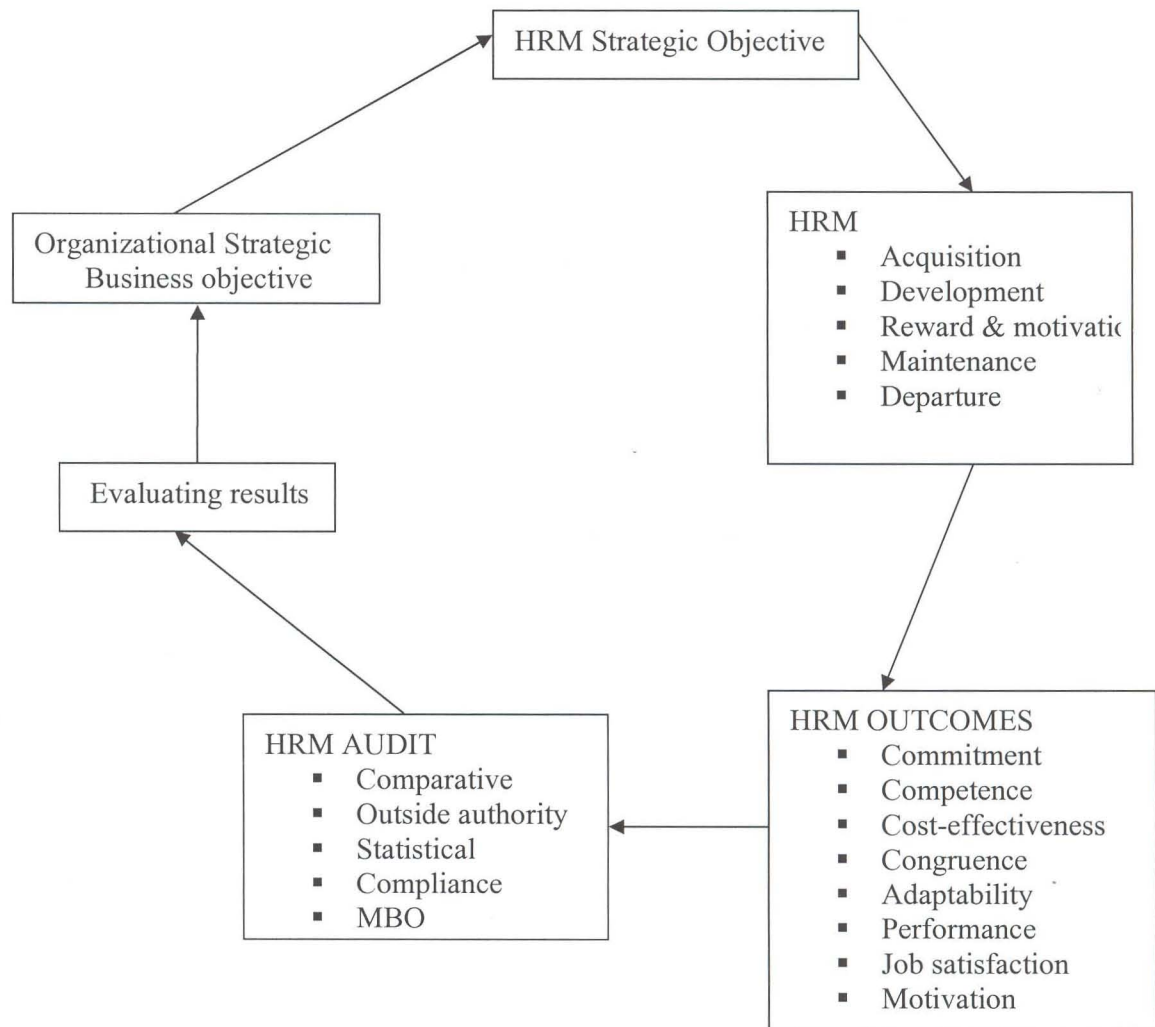 HRM Strategic Objective
Organizational Strategic
Business objective
HRM
▪ Acquisition
▪ Development
▪ Reward & motivatio
▪ Maintenance
▪ Departure
Evaluating results
HRM AUDIT
▪ Comparative
▪ Outside authority
▪ Statistical
▪ Compliance
▪ MBO
HRM OUTCOMES
▪ Commitment
▪ Competence
▪ Cost-effectiveness
▪ Congruence
▪ Adaptability
▪ Performance
▪ Job satisfaction
▪ Motivation